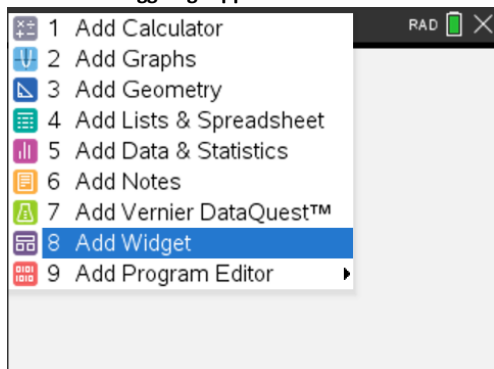 1 Add Calculator
RAD
2 Add Graphs
3 Add Geometry
4 Add Lists & Spreadsheet
5 Add Data & Statistics
6 Add Notes
7 Add Vernier DataQuest™
8 Add Widget
9 Add Program Editor